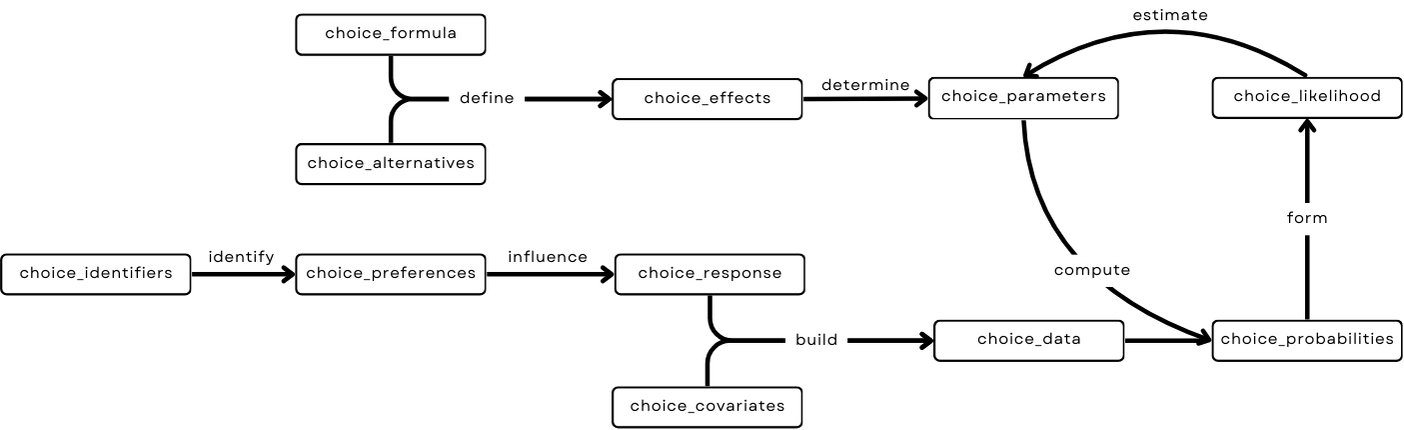 estimate
choice_formula
determine
define
choice_effects
choice_parameters
choice_likelihood
choice_alternatives
form
identify
influence
choice_identifiers
choice_preferences
choice_response
compute
build
choice_data
choice_probabilities
choice_covariates